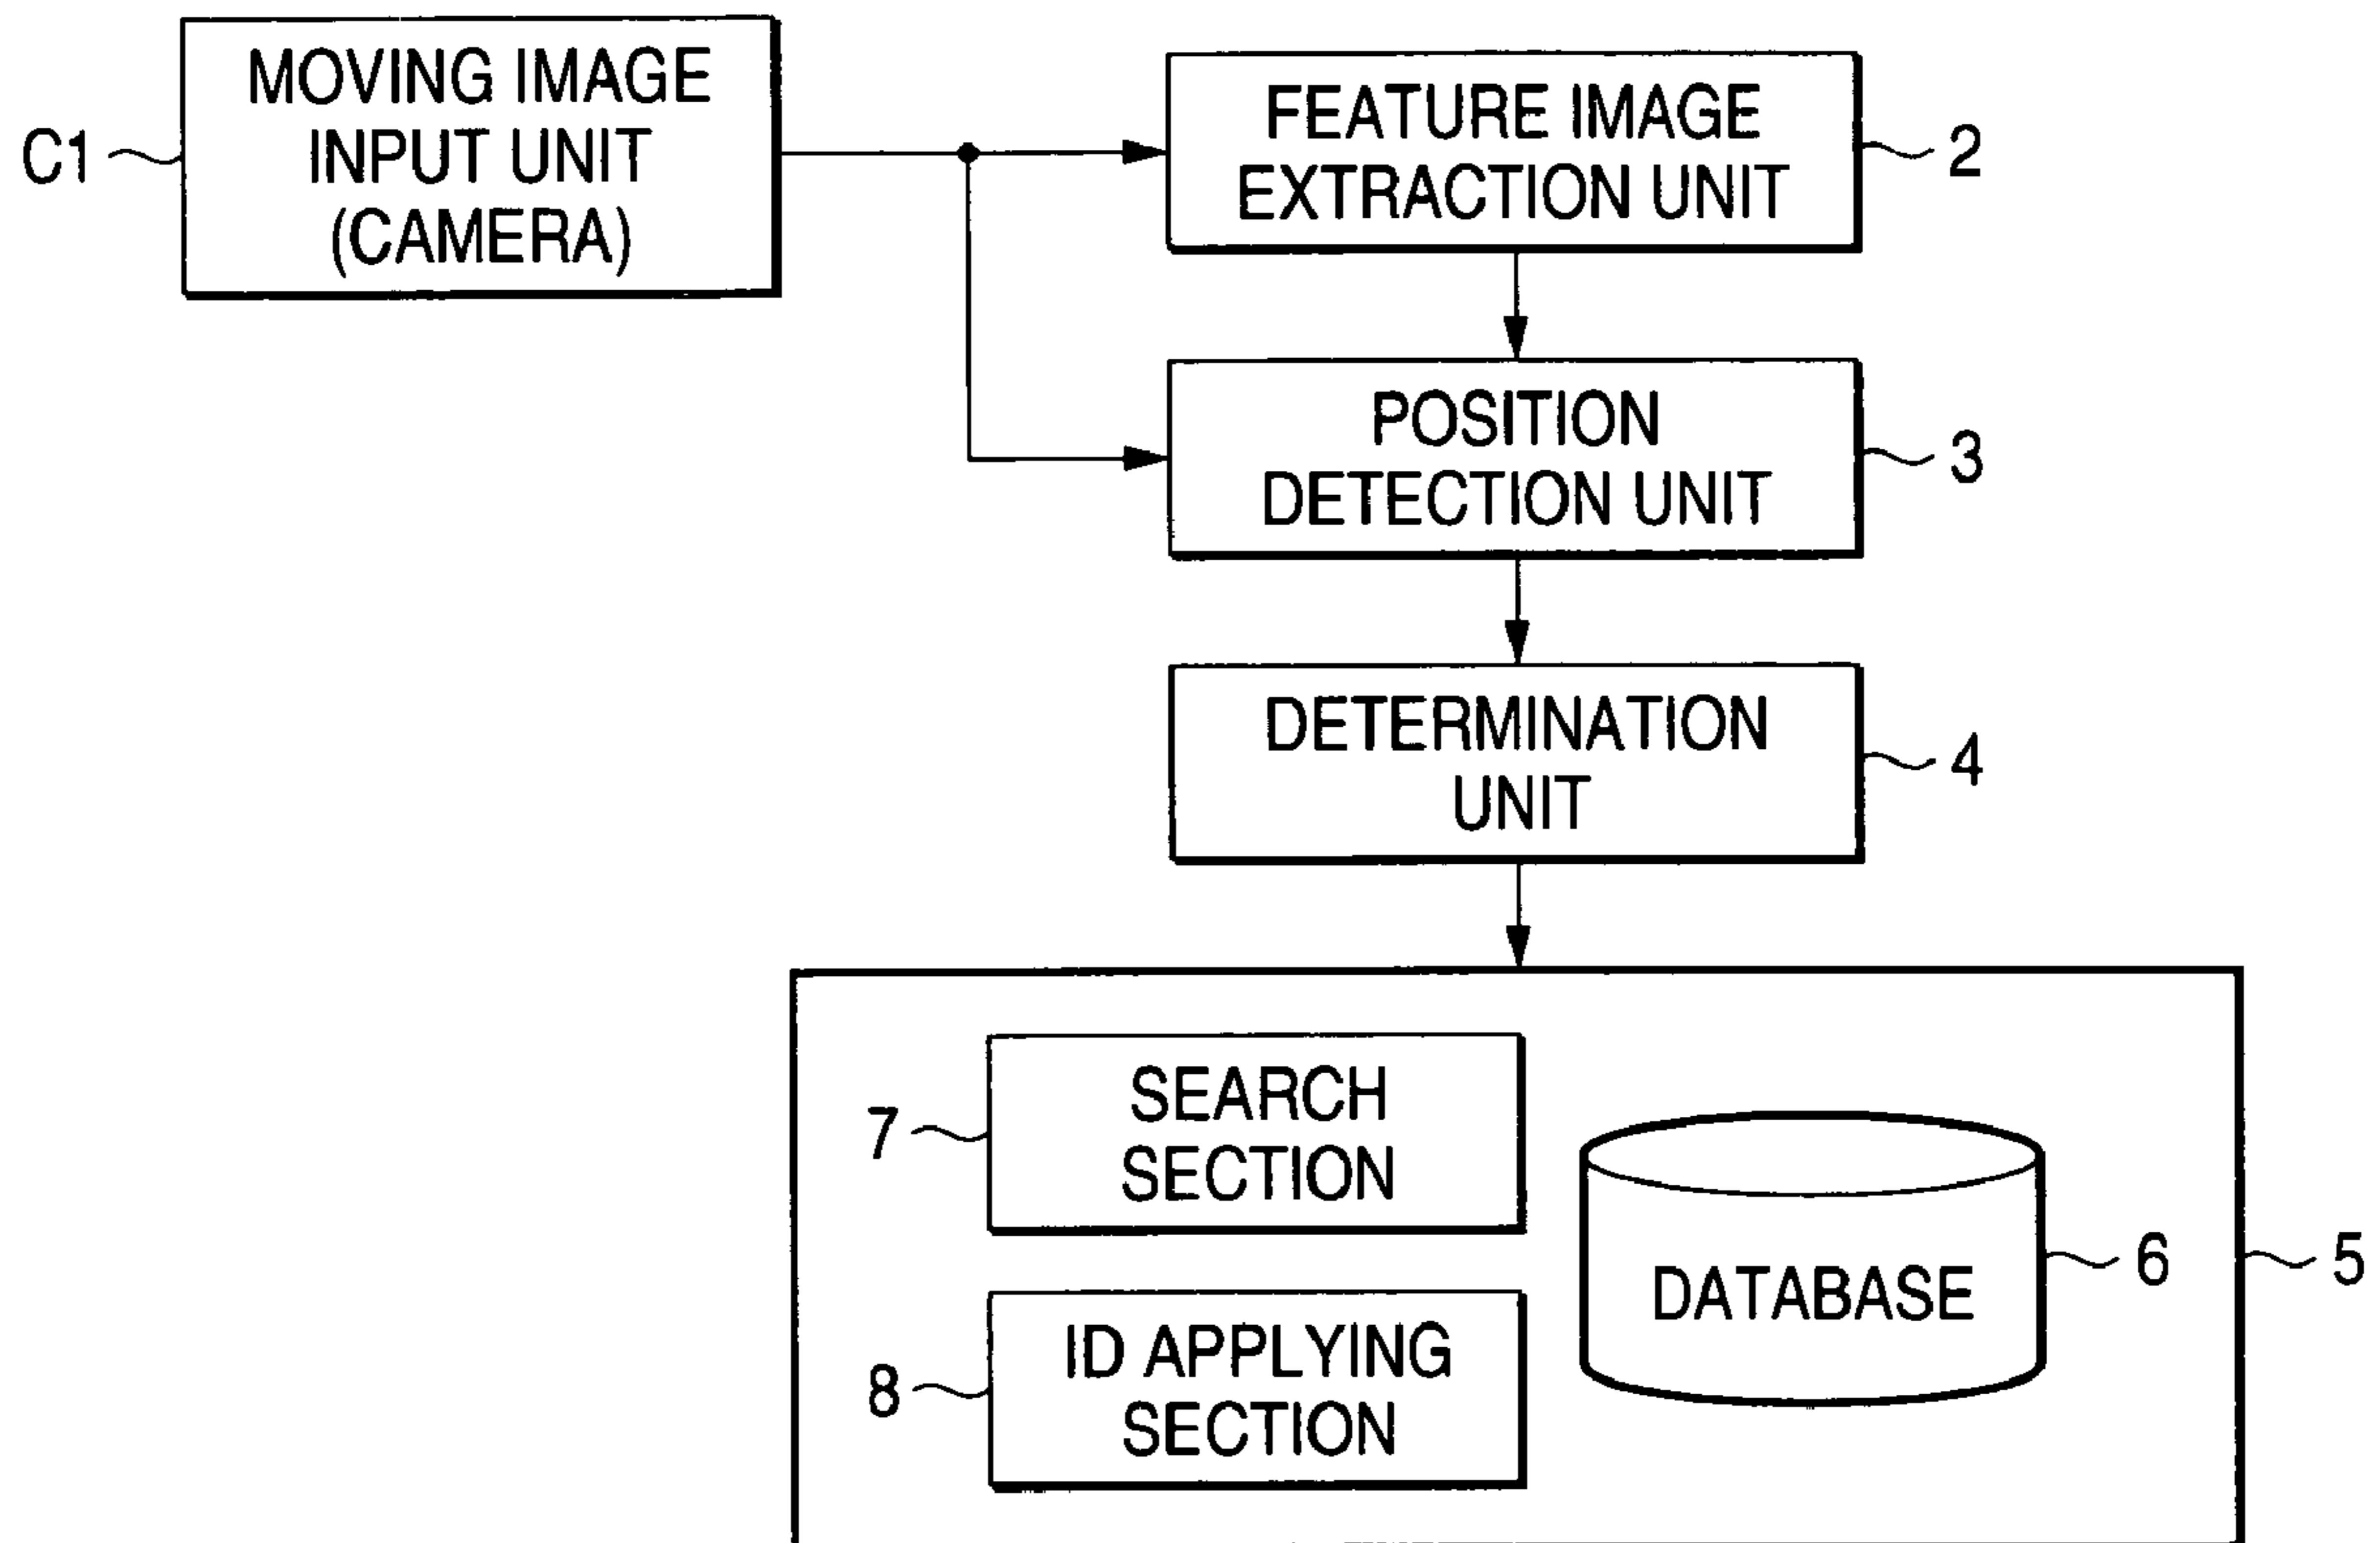 C1
MOVING IMAGE
INPUT UNIT
(CAMERA)
FEATURE IMAGE
EXTRACTION UNIT
2
POSITION
DETECTION UNIT
3
DETERMINATION
UNIT
4
7
SEARCH
SECTION
DATABASE
6
5
8
ID APPLYING
SECTION